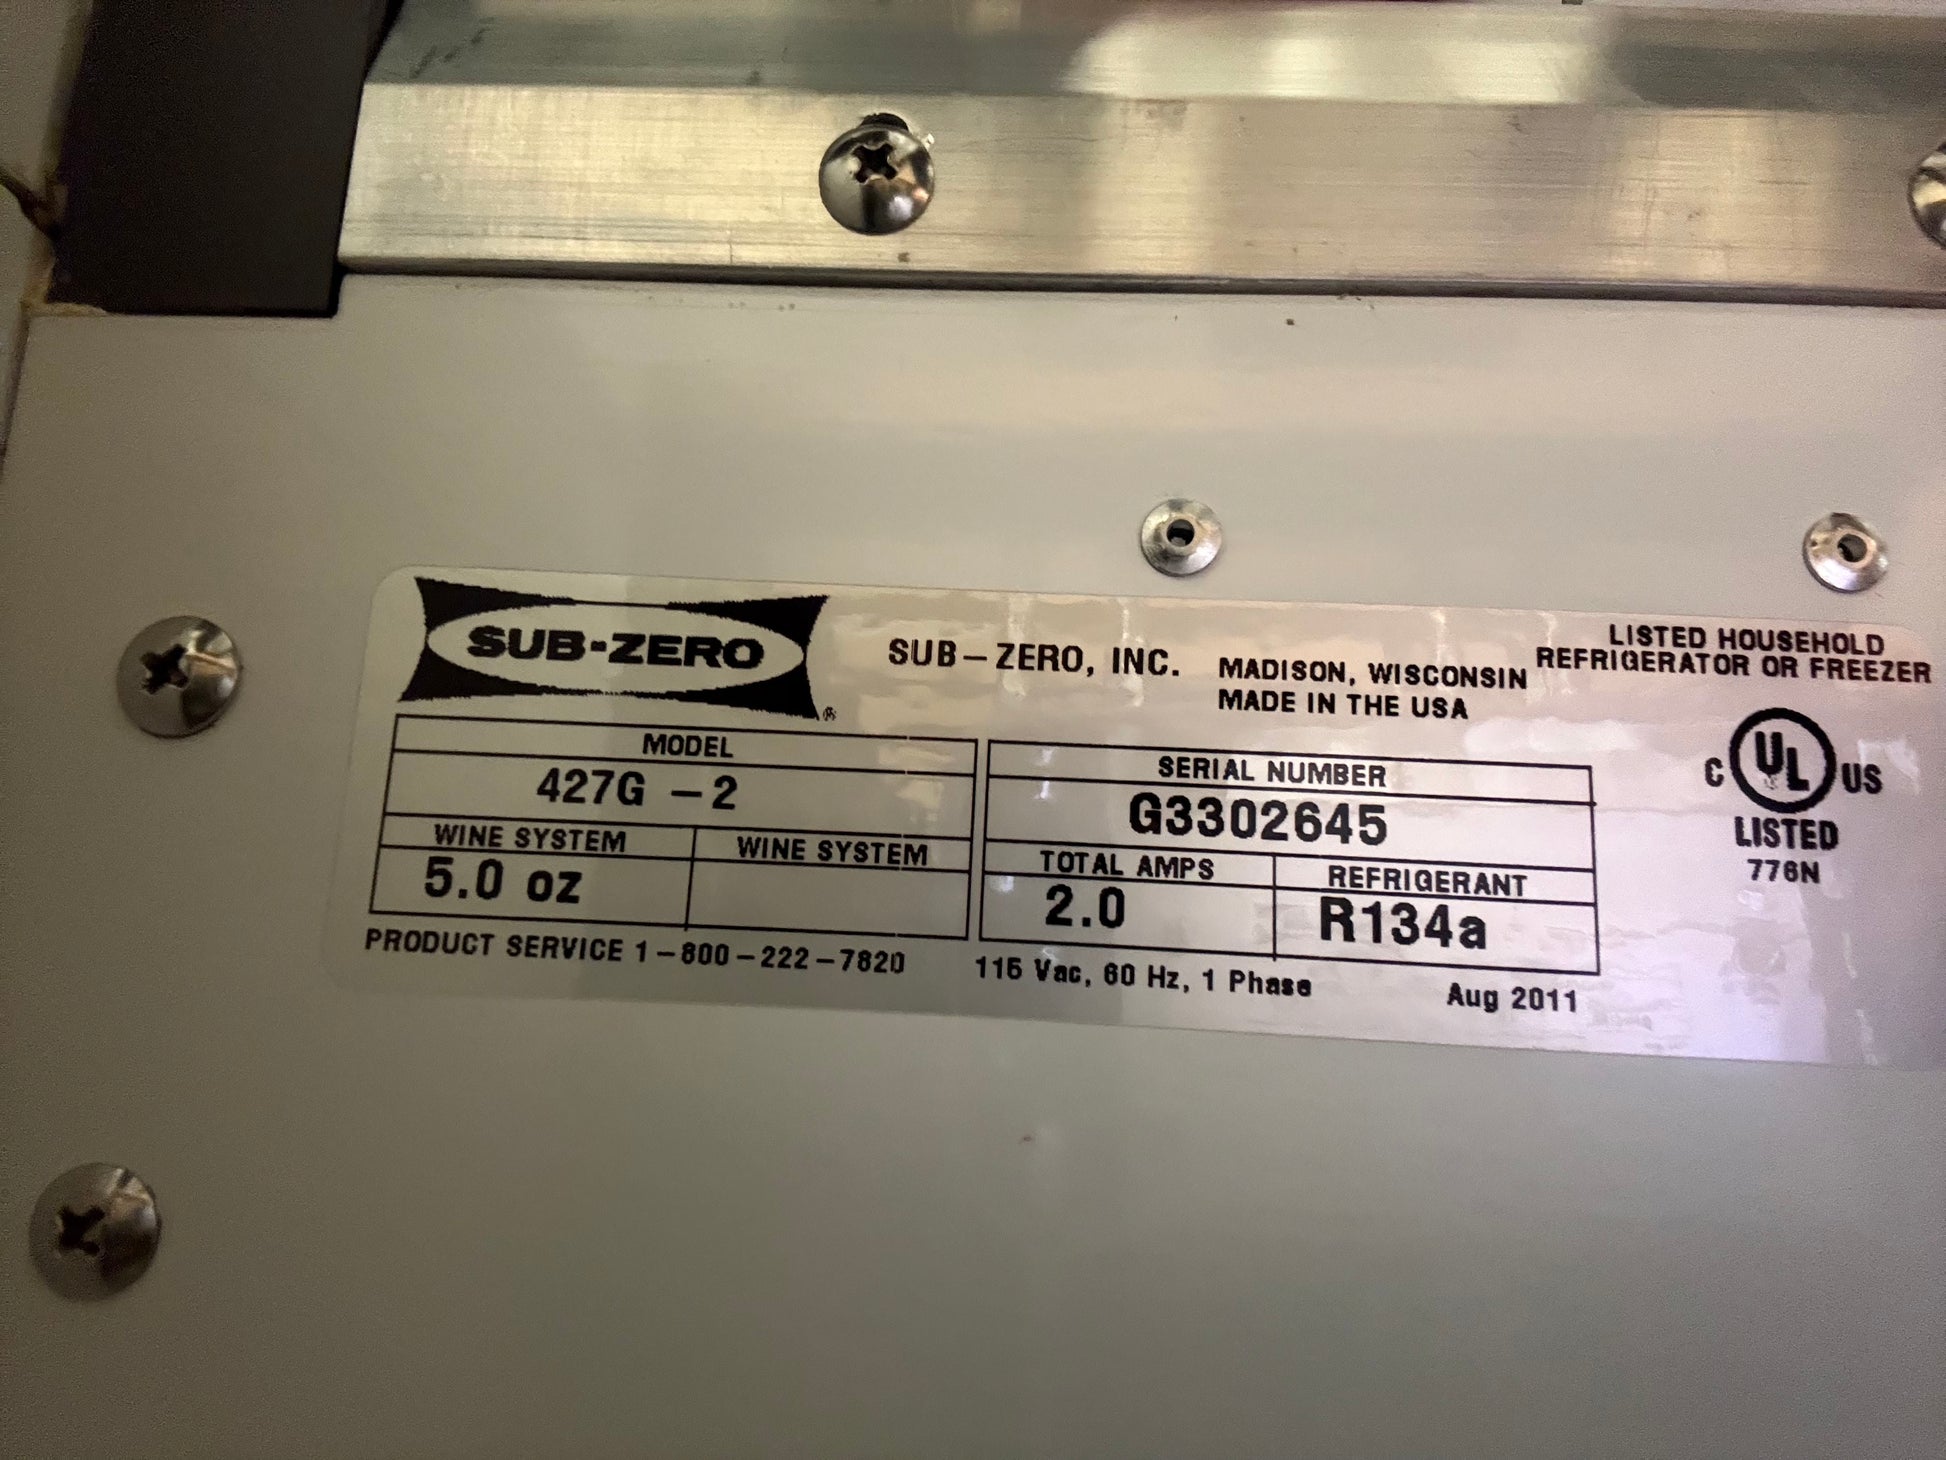 SUB-ZERO ®
SUB–ZERO, INC. MADISON, WISCONSIN
MADE IN THE USA
LISTED HOUSEHOLD
REFRIGERATOR OR FREEZER
MODEL
427G –2
SERIAL NUMBER
G3302645
WINE SYSTEM
5.0 oz
WINE SYSTEM
TOTAL AMPS
2.0
REFRIGERANT
R134a
C UL US
LISTED
776N
PRODUCT SERVICE 1–800–222–7820
115 Vac, 60 Hz, 1 Phase
Aug 2011